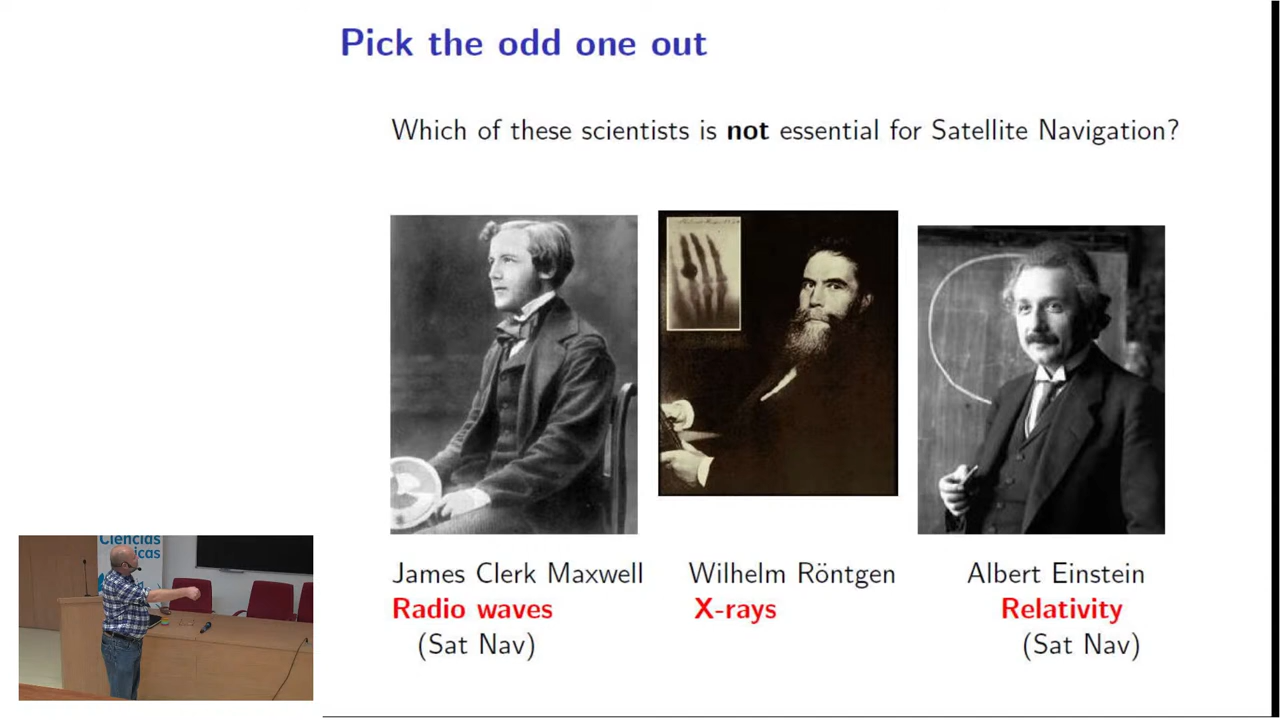 Pick the odd one out
Which of these scientists is not essential for Satellite Navigation?
James Clerk Maxwell
Radio waves
(Sat Nav)
Wilhelm Röntgen
X-rays
Albert Einstein
Relativity
(Sat Nav)
Ciencias